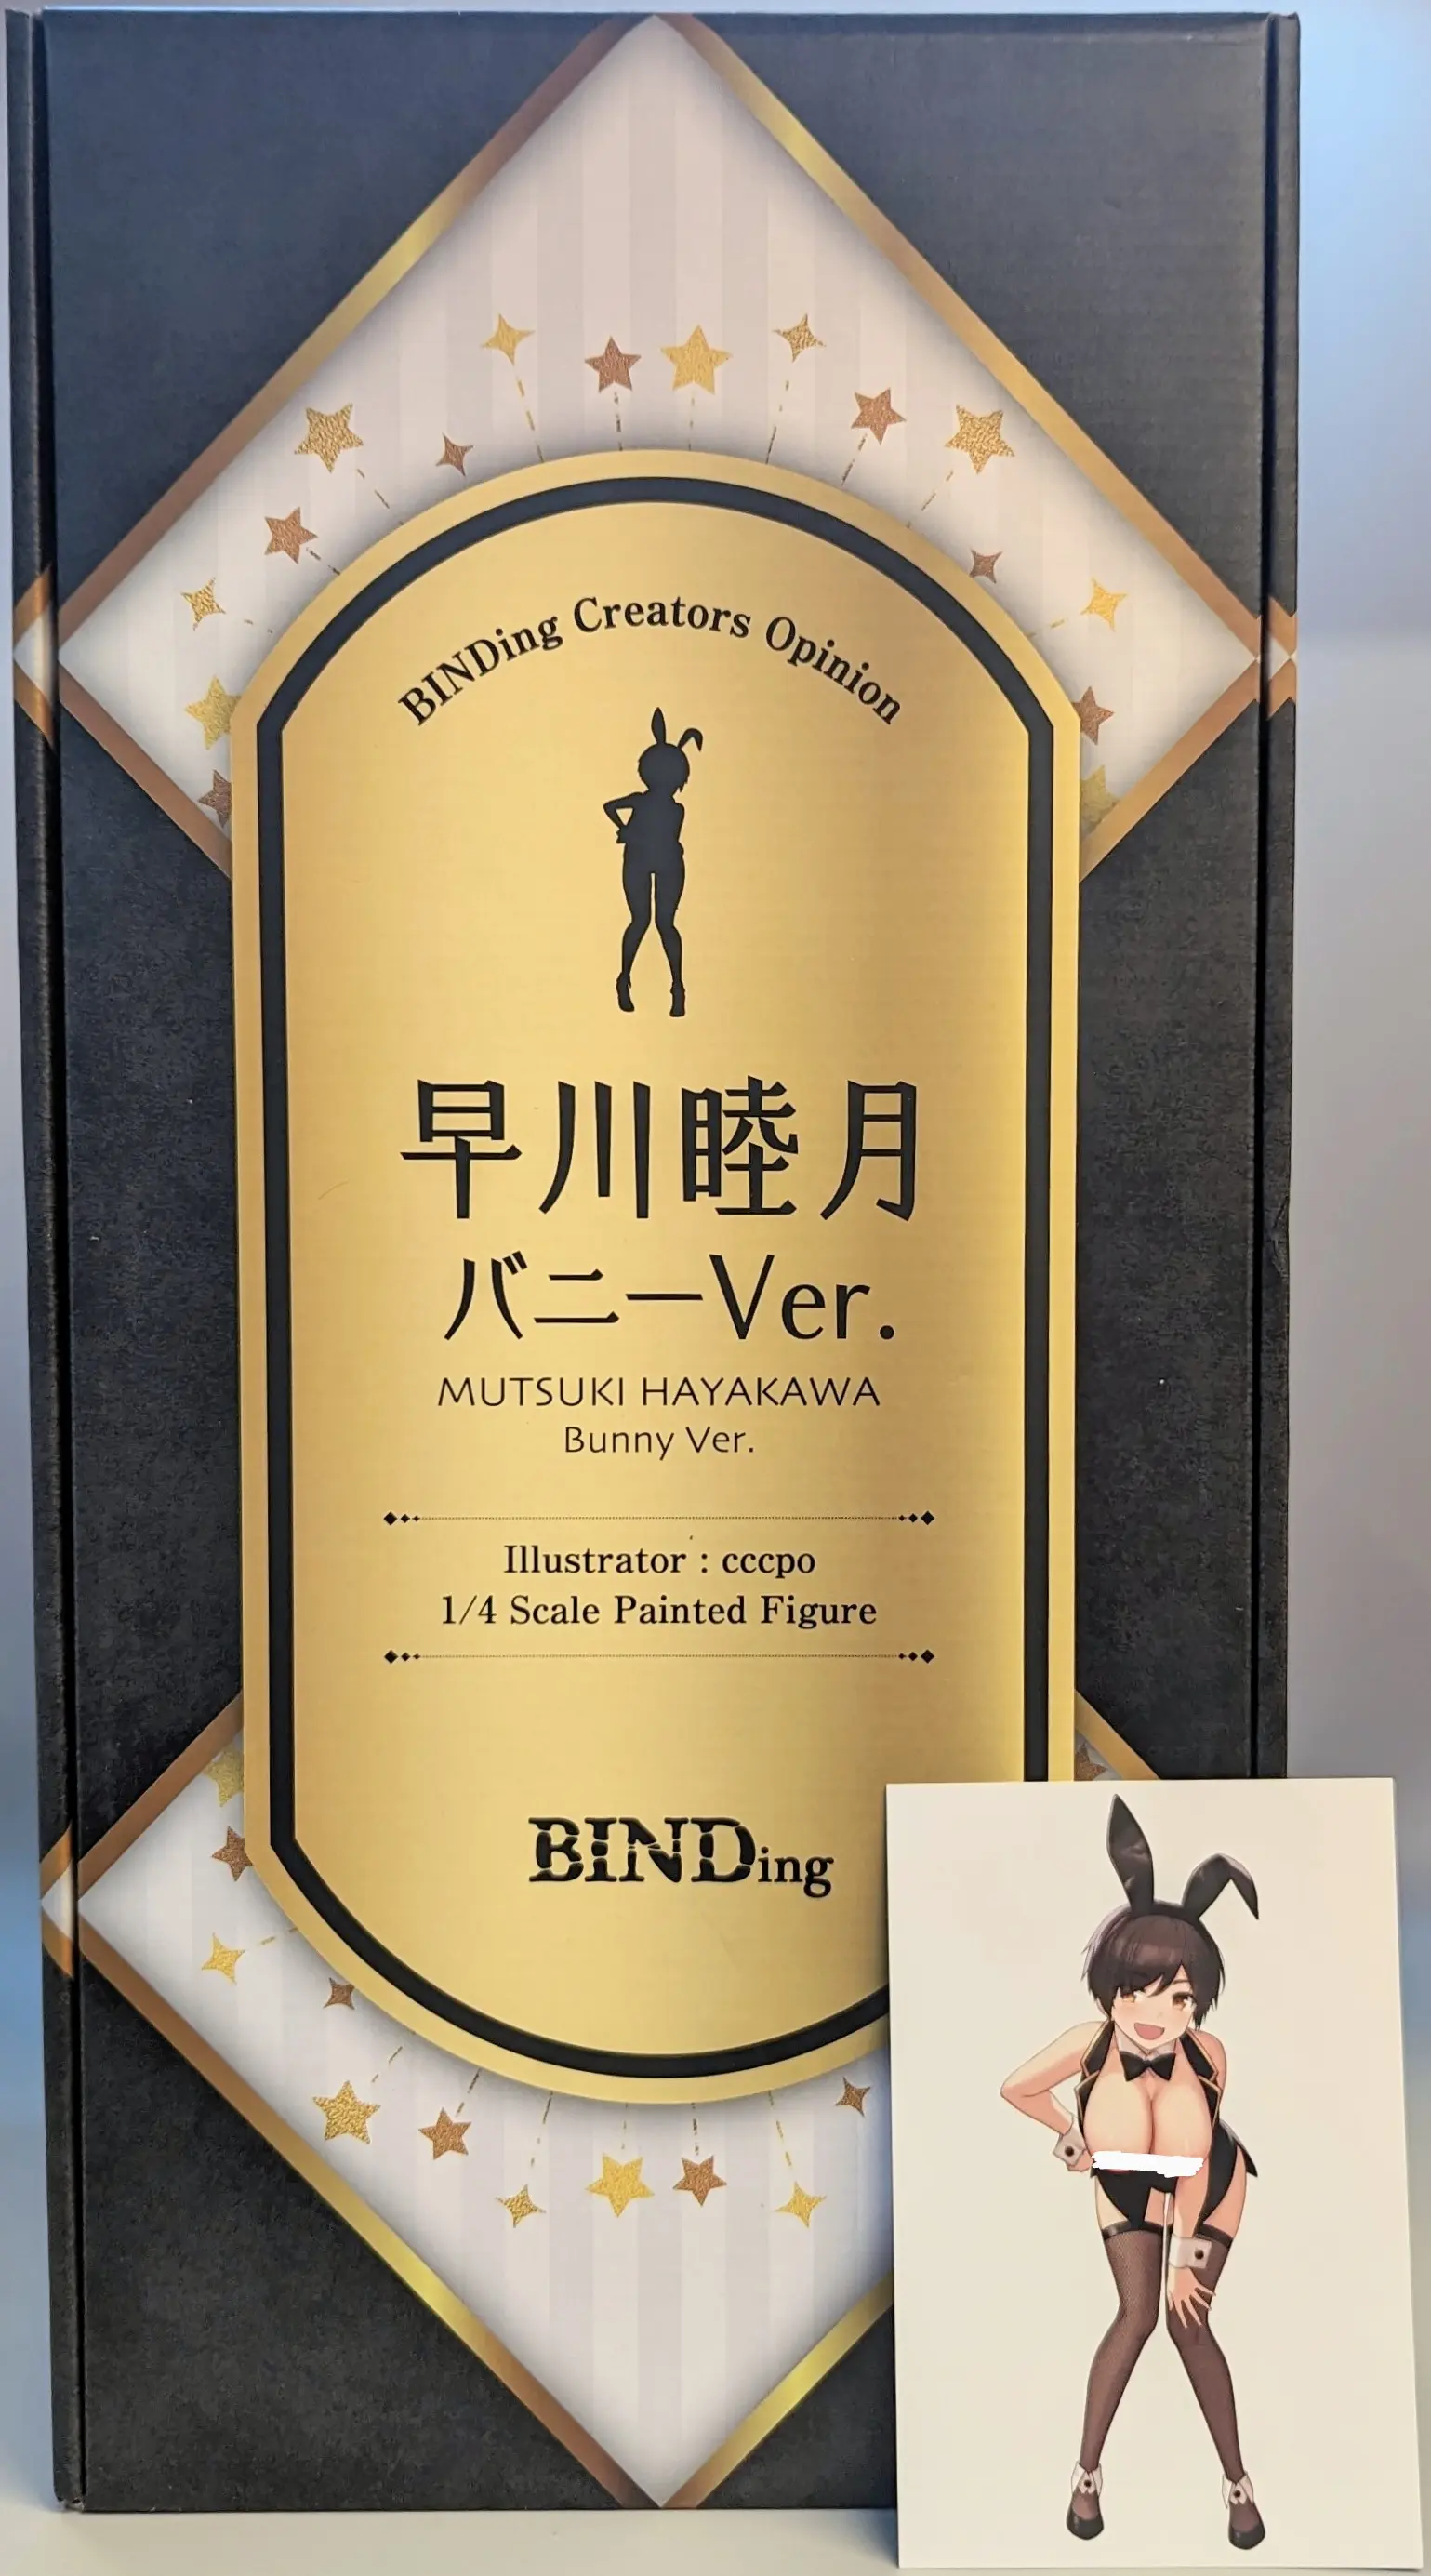 BINDing Creators Opinion
早川睦月
バニーVer.
MUTSUKI HAYAKAWA
Bunny Ver.
Illustrator : cccpo
1/4 Scale Painted Figure
BINDing